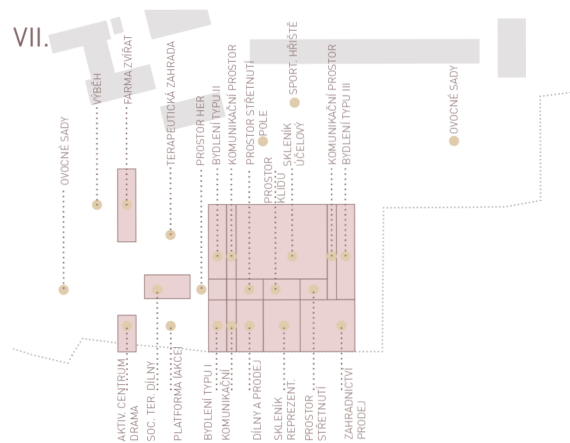 VII.
OVOCNÉ SADY
VÝBĚH
FARMA ZVÍŘAT
TERAPEUTICKÁ ZAHRADA
PROSTOR HER
BYDLENÍ TYPU II
KOMUNIKAČNÍ PROSTOR
PROSTOR STŘETNUTÍ
POLE
PROSTOR
KLIDU
SKLENÍK
ÚČELOVÝ
SPORT. HŘIŠTĚ
KOMUNIKAČNÍ PROSTOR
BYDLENÍ TYPU III
OVOCNÉ SADY
AKTIV. CENTRUM
DRAMA
SOC. TER. DÍLNY
PLATFORMA (AKCE)
BYDLENÍ TYPU I
KOMUNIKAČNÍ
DÍLNY A PRODEJ
SKLENÍK
REPREZENT.
PROSTOR
STŘETNUTÍ
ZAHRADNICTVÍ
PRODEJ